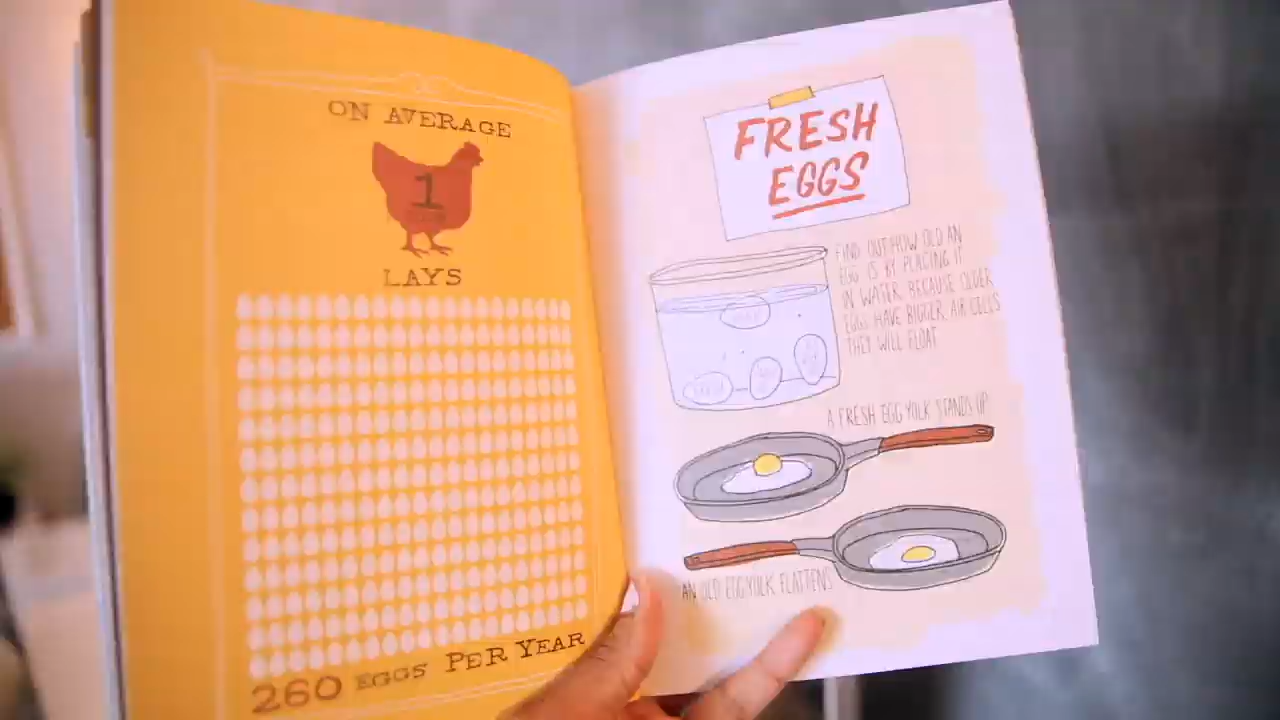 ON AVERAGE
1
LAYS
260 EGGS PER YEAR
FRESH
EGGS
FIND OUT HOW OLD AN
EGG IS BY PLACING IT
IN WATER. BECAUSE OLDER
EGGS HAVE BIGGER AIR CELLS
THEY WILL FLOAT
A FRESH EGG YOLK STANDS UP
AN OLD EGG YOLK FLATTENS